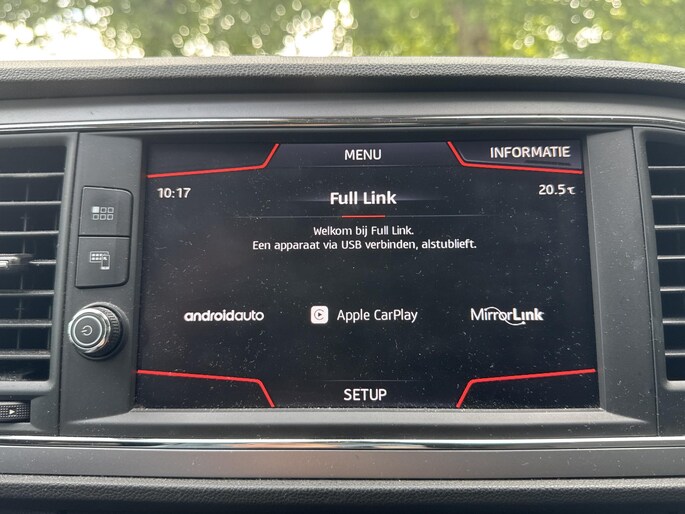 MENU
INFORMATIE
10:17
20.5°C
Full Link
Welkom bij Full Link.
Een apparaat via USB verbinden, alstublieft.
androidauto
Apple CarPlay
MirrorLink
SETUP